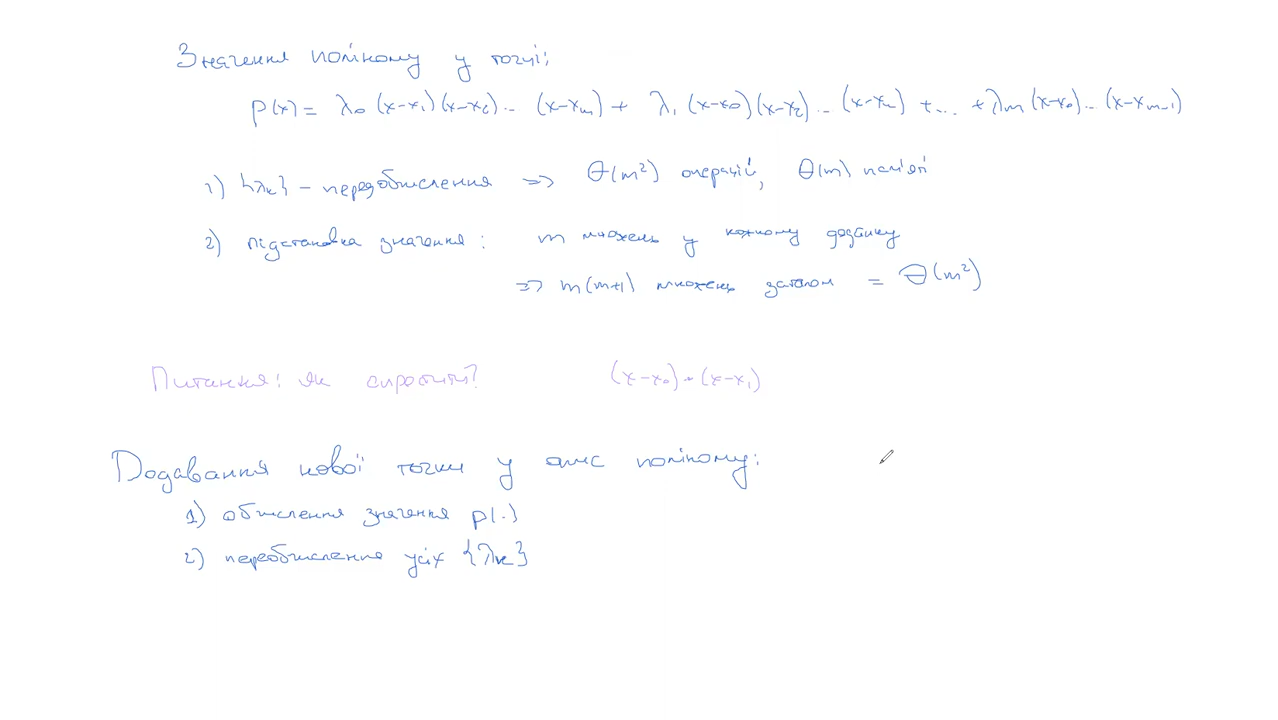 Значення поліному у точці:
p(x) = λ₀ (x-x₁)(x-x₂)... (x-xₘ) + λ₁ (x-x₀)(x-x₂)... (x-xₘ) + ... + λₘ(x-x₀)... (x-xₘ₋₁)
1) {λₖ} – передобчислення => Θ(m²) операцій, Θ(m) пам'яті
2) підстановка значення: m множень у кожному доданку
=> m(m+1) множень загалом = Θ(m²)
Питання: як спростити? (x-x₀)·(x-x₁)
Додавання нової точки у опис поліному:
1) обчислення значення p(·)
2) переобчислення усіх {λₖ}